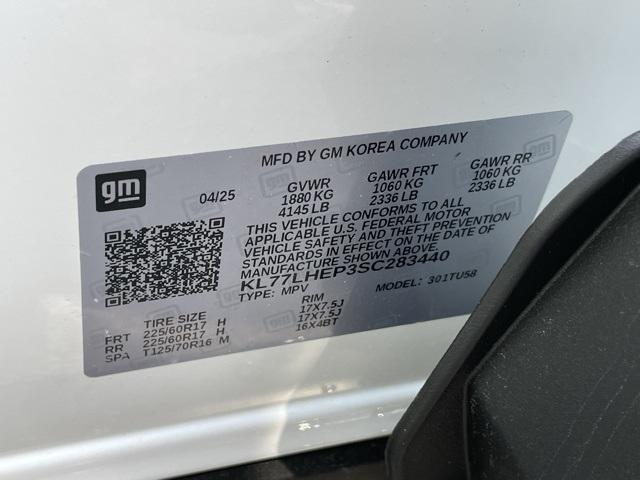 MFD BY GM KOREA COMPANY
gm
04/25
GVWR GAWR FRT GAWR RR
1880 KG 1060 KG 1060 KG
4145 LB 2336 LB 2336 LB
THIS VEHICLE CONFORMS TO ALL
APPLICABLE U.S. FEDERAL MOTOR
VEHICLE SAFETY AND THEFT PREVENTION
STANDARDS IN EFFECT ON THE DATE OF
MANUFACTURE SHOWN ABOVE.
KL77LHEP3SC283440
TYPE: MPV MODEL: 301TU58
TIRE SIZE RIM
FRT 225/60R17 H 17X7.5J
RR 225/60R17 H 17X7.5J
SPA T125/70R16 M 16X4BT